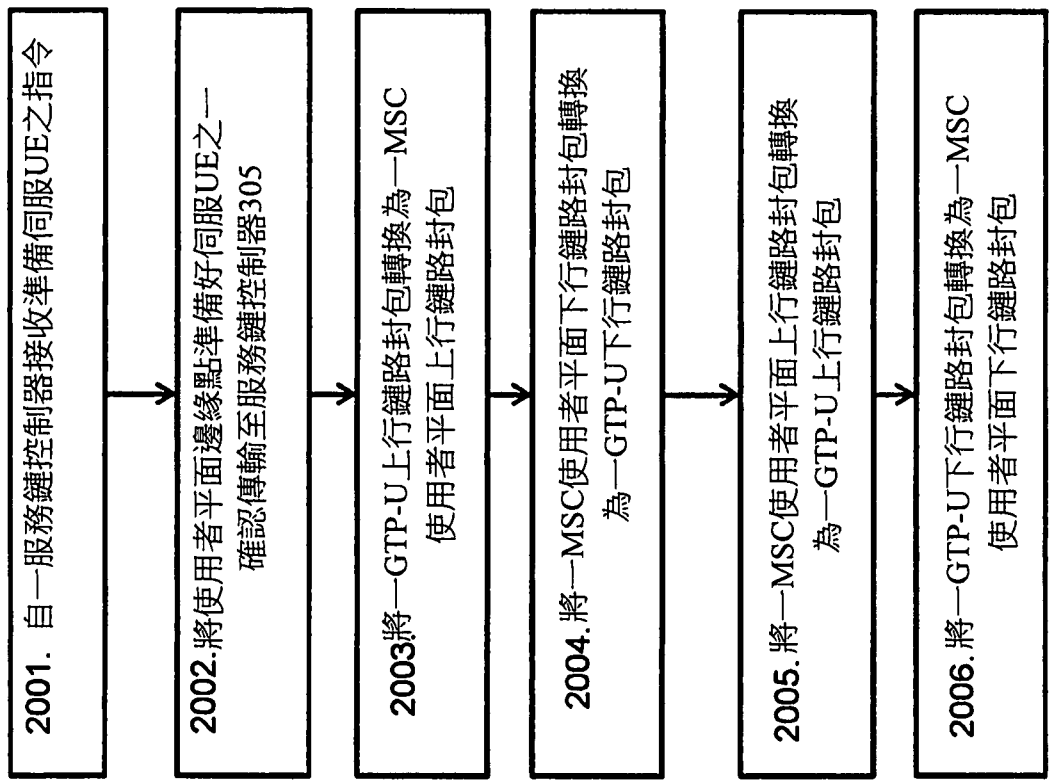 2001. 自一服務鏈控制器接收準備伺服UE之指令
2002.將使用者平面邊緣點準備好伺服UE之一
確認傳輸至服務鏈控制器305
2003.將一GTP-U上行鏈路封包轉換為一MSC
使用者平面上行鏈路封包
2004.將一MSC使用者平面下行鏈路封包轉換
為一GTP-U下行鏈路封包
2005.將一MSC使用者平面上行鏈路封包轉換
為一GTP-U上行鏈路封包
2006.將一GTP-U下行鏈路封包轉換為一MSC
使用者平面下行鏈路封包